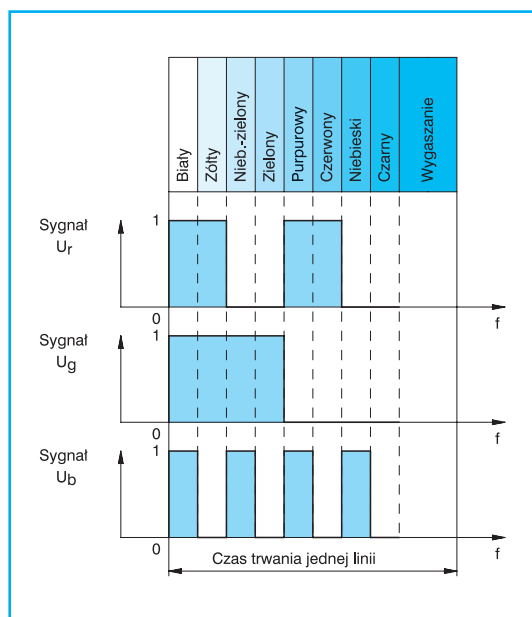 Biały
Żółty
Nieb.-zielony
Zielony
Purpurowy
Czerwony
Niebieski
Czarny
Wygaszanie
Sygnał
Ur
1
0
f
Sygnał
Ug
1
0
f
Sygnał
Ub
1
0
f
Czas trwania jednej linii